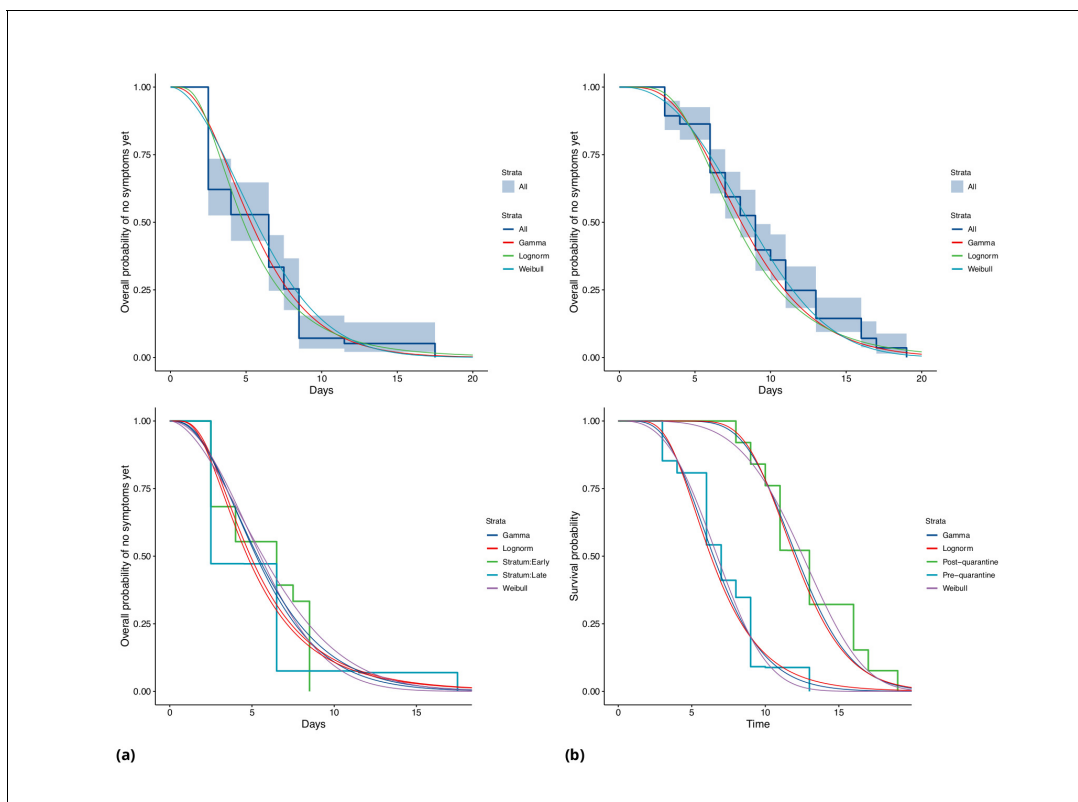 Overall probability of no symptoms yet
1.00
0.75
0.50
0.25
0.00
0
5
10
15
20
Days
Strata
All
Strata
All
Gamma
Lognorm
Weibull
Overall probability of no symptoms yet
1.00
0.75
0.50
0.25
0.00
0
5
10
15
20
Days
Strata
All
Strata
All
Gamma
Lognorm
Weibull
Overall probability of no symptoms yet
1.00
0.75
0.50
0.25
0.00
0
5
10
15
Days
Strata
Gamma
Lognorm
Stratum:Early
Stratum:Late
Weibull
Survival probability
1.00
0.75
0.50
0.25
0.00
0
5
10
15
Time
Strata
Gamma
Lognorm
Post−quarantine
Pre−quarantine
Weibull
(a)
(b)